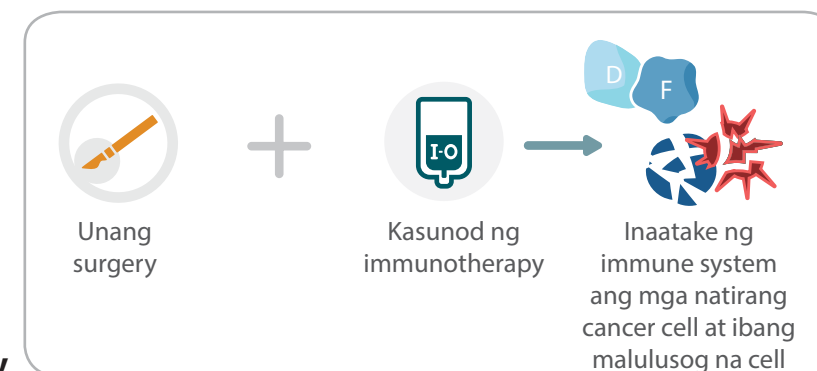 D
F
I-O
Unang
surgery
Kasunod ng
immunotherapy
Inaatake ng
immune system
ang mga natirang
cancer cell at ibang
malulusog na cell